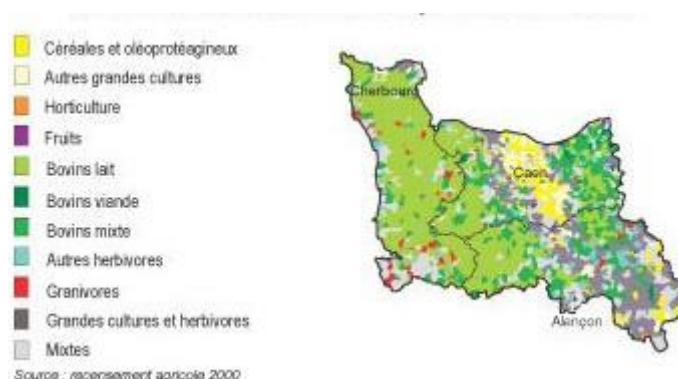 Céréales et oléoprotéagineux
Autres grandes cultures
Horticulture
Fruits
Bovins lait
Bovins viande
Bovins mixte
Autres herbivores
Granivores
Grandes cultures et herbivores
Mixtes
Source : recensement agricole 2000
Cherbourg
Caen
Alençon